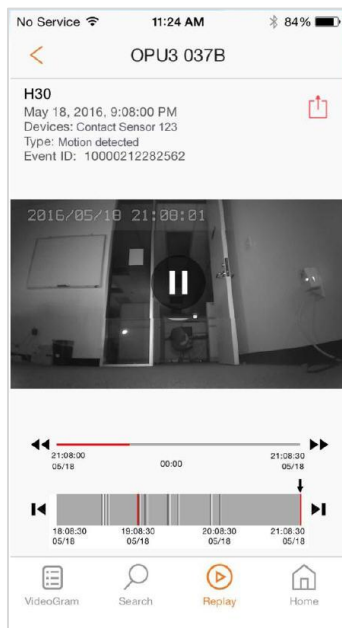 No Service 11:24 AM 84%
OPU3 037B
H30
May 18, 2016, 9:08:00 PM
Devices: Contact Sensor 123
Type: Motion detected
Event ID: 10000212282562
2016/05/18 21:08:01
21:08:00 21:08:30
05/18 00:00 05/18
18:08:30 19:08:30 20:08:30 21:08:30
05/18 05/18 05/18 05/18
VideoGram Search Replay Home